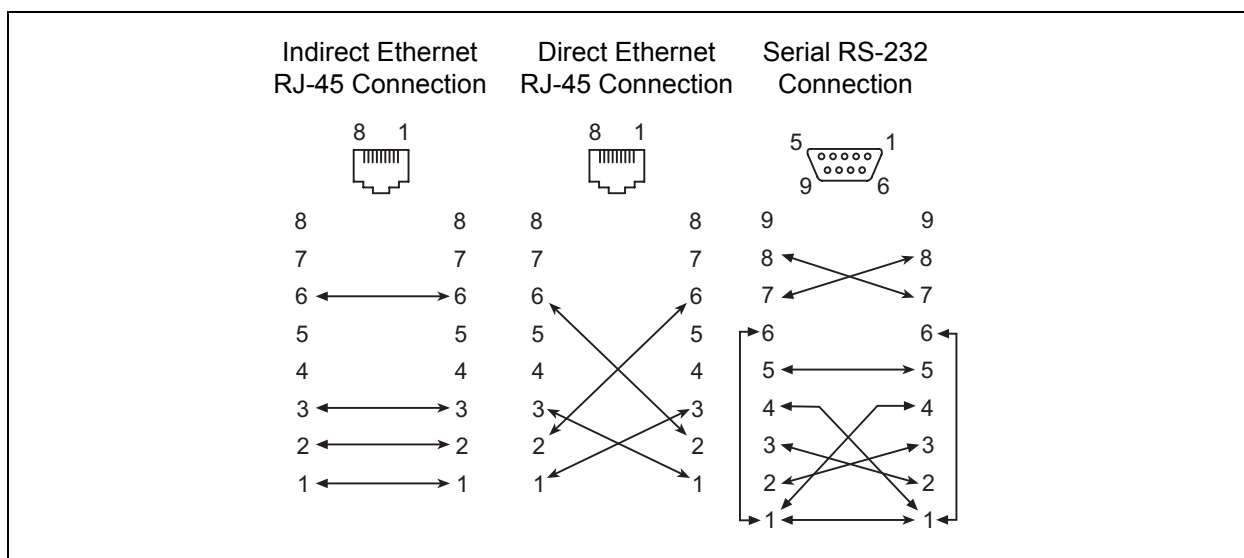 Indirect Ethernet RJ-45 Connection
Direct Ethernet RJ-45 Connection
Serial RS-232 Connection
8 1
8 1
5 1
9 6
8 8 8 8 9 9
7 7 7 7 8 8
6 6 6 6 7 7
5 5 5 5 6 6
4 4 4 4 5 5
3 3 3 3 4 4
2 2 2 2 3 3
1 1 1 1 2 2
1 1